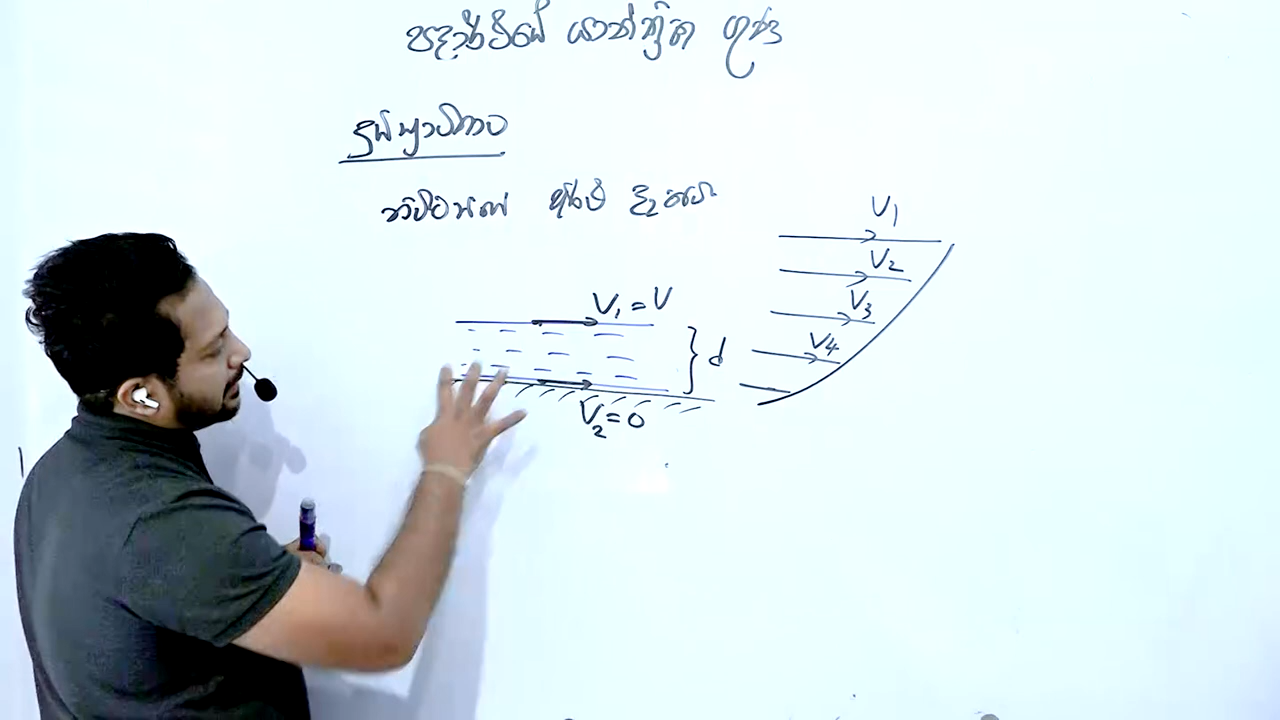 පදාර්ථයේ යාන්ත්‍රික ගුණ
දුස්ස්‍රාවීතාව
V₁
V₂
V₁ = V
V₃
d
V₄
V₂ = 0